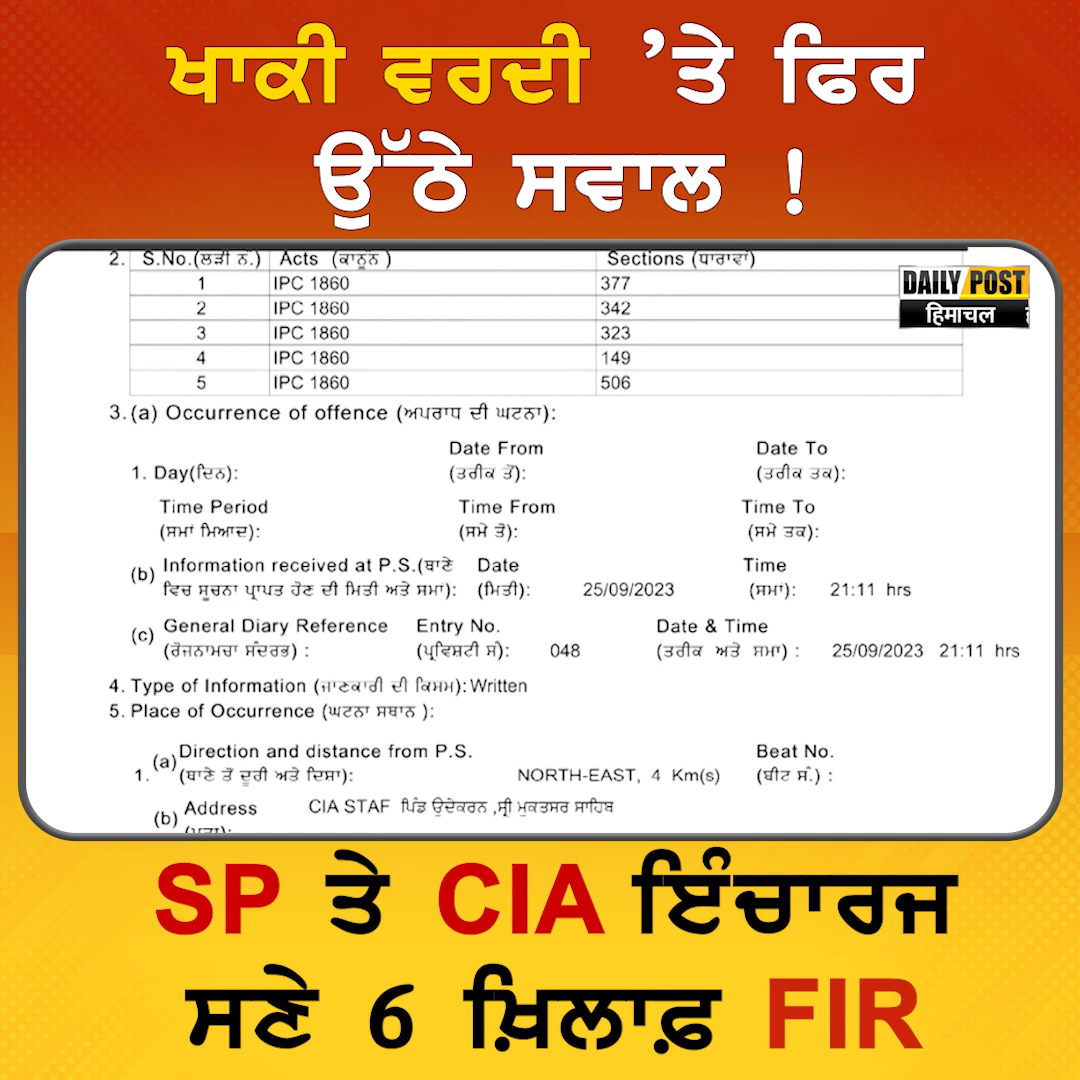 ਖਾਕੀ ਵਰਦੀ ’ਤੇ ਫਿਰ
ਉੱਠੇ ਸਵਾਲ !
2. S.No.(ਲੜੀ ਨੰ.) Acts (ਕਾਨੂੰਨ ) Sections (ਧਾਰਾਵਾਂ)
1 IPC 1860 377
2 IPC 1860 342
3 IPC 1860 323
4 IPC 1860 149
5 IPC 1860 506
DAILY POST
हिमाचल
3. (a) Occurrence of offence (ਅਪਰਾਧ ਦੀ ਘਟਨਾ):
Date From Date To
1. Day(ਦਿਨ): (ਤਰੀਕ ਤੋਂ): (ਤਰੀਕ ਤਕ):
Time Period Time From Time To
(ਸਮਾਂ ਮਿਆਦ): (ਸਮੇ ਤੋ): (ਸਮੇ ਤਕ):
(b) Information received at P.S.(ਥਾਣੇ Date Time
ਵਿਚ ਸੂਚਨਾ ਪ੍ਰਾਪਤ ਹੋਣ ਦੀ ਮਿਤੀ ਅਤੇ ਸਮਾਂ): (ਮਿਤੀ): 25/09/2023 (ਸਮਾਂ): 21:11 hrs
(c) General Diary Reference Entry No. Date & Time
(ਰੋਜਨਾਮਚਾ ਸੰਦਰਭ) : (ਪ੍ਰਵਿਸ਼ਟੀ ਸੰ): 048 (ਤਰੀਕ ਅਤੇ ਸਮਾ) : 25/09/2023 21:11 hrs
4. Type of Information (ਜਾਣਕਾਰੀ ਦੀ ਕਿਸਮ): Written
5. Place of Occurrence (ਘਟਨਾ ਸਥਾਨ ):
(a) Direction and distance from P.S. Beat No.
1. (ਥਾਣੇ ਤੋਂ ਦੂਰੀ ਅਤੇ ਦਿਸ਼ਾ): NORTH-EAST, 4 Km(s) (ਬੀਟ ਸੰ.) :
(b) Address CIA STAF ਪਿੰਡ ਉਦੇਕਰਨ ,ਸ੍ਰੀ ਮੁਕਤਸਰ ਸਾਹਿਬ
SP ਤੇ CIA ਇੰਚਾਰਜ
ਸਣੇ 6 ਖ਼ਿਲਾਫ਼ FIR